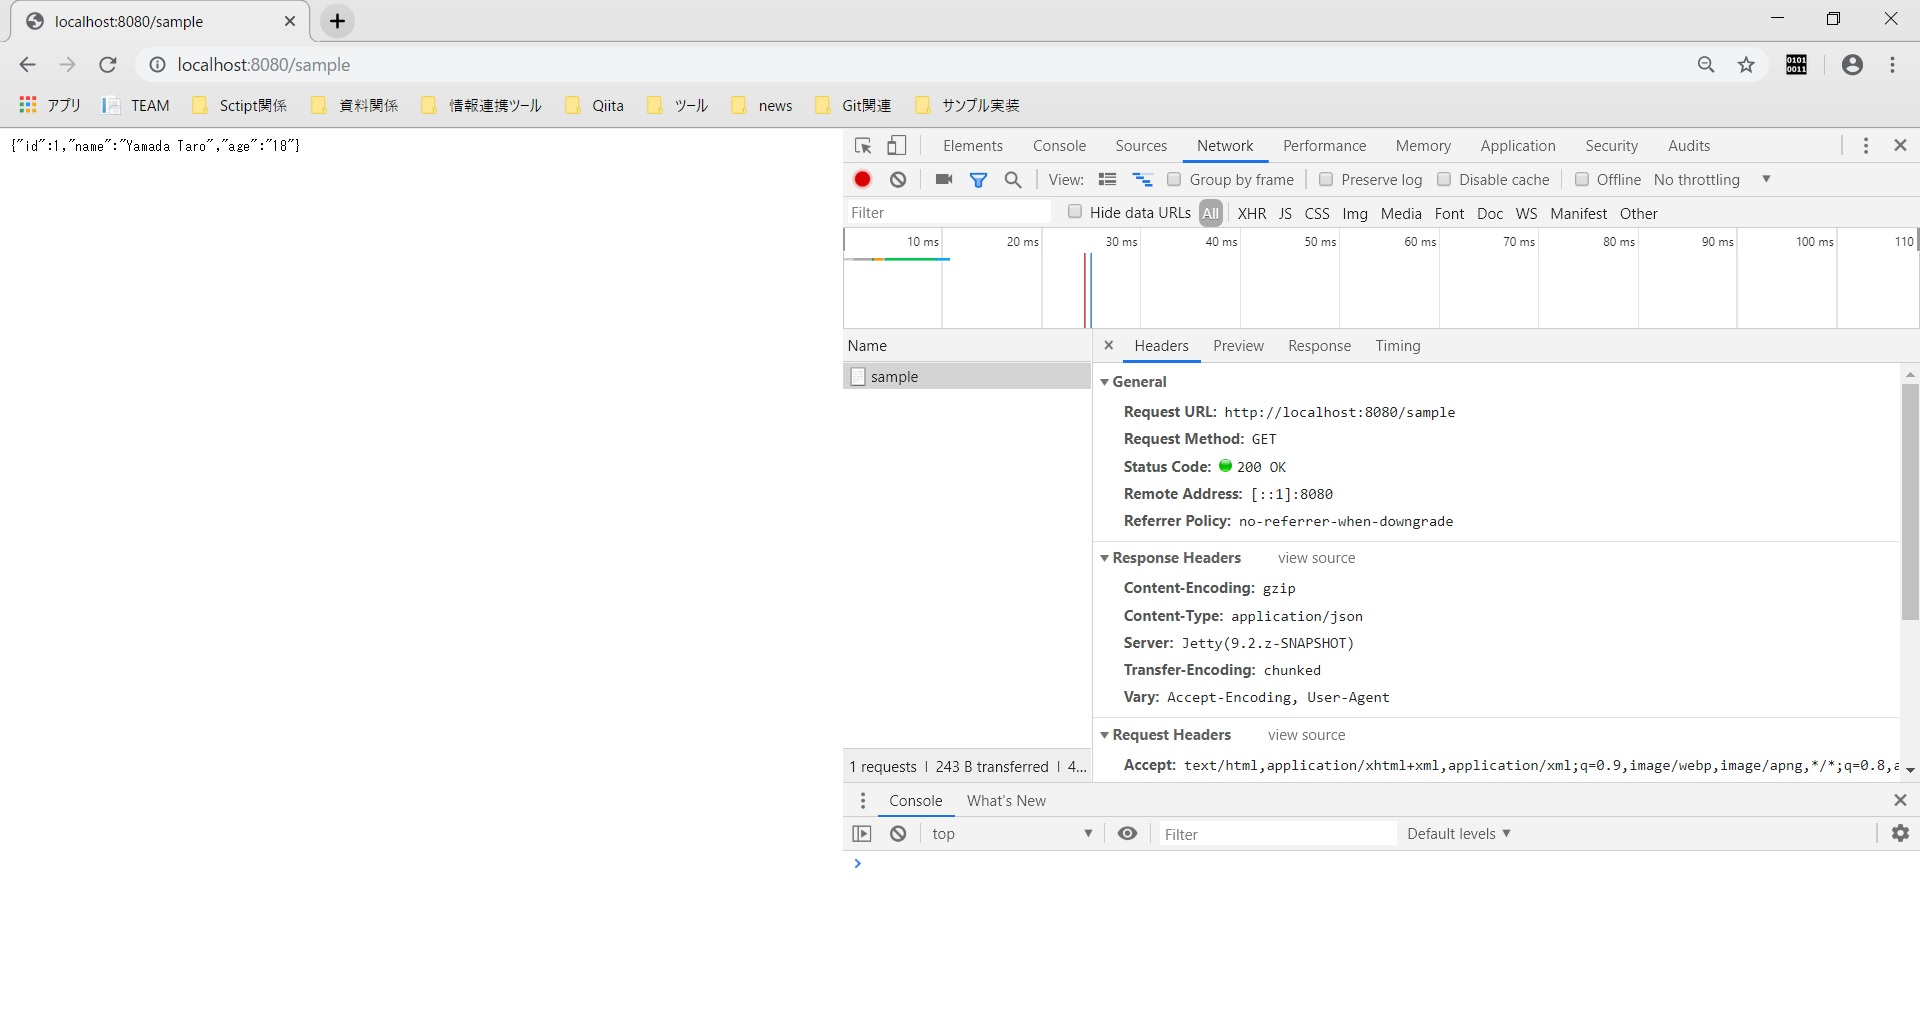 localhost:8080/sample
localhost:8080/sample
0101
0011
アプリ TEAM Sctipt関係 資料関係 情報連携ツール Qiita ツール news Git関連 サンプル実装
{"id":1,"name":"Yamada Taro","age":"18"}
Elements Console Sources Network Performance Memory Application Security Audits
View: Group by frame Preserve log Disable cache Offline No throttling
Filter Hide data URLs All XHR JS CSS Img Media Font Doc WS Manifest Other
10 ms 20 ms 30 ms 40 ms 50 ms 60 ms 70 ms 80 ms 90 ms 100 ms 110
Name
sample
1 requests | 243 B transferred | 4...
× Headers Preview Response Timing
General
Request URL: http://localhost:8080/sample
Request Method: GET
Status Code: 200 OK
Remote Address: [::1]:8080
Referrer Policy: no-referrer-when-downgrade
Response Headers view source
Content-Encoding: gzip
Content-Type: application/json
Server: Jetty(9.2.z-SNAPSHOT)
Transfer-Encoding: chunked
Vary: Accept-Encoding, User-Agent
Request Headers view source
Accept: text/html,application/xhtml+xml,application/xml;q=0.9,image/webp,image/apng,*/*;q=0.8,a
Console What's New
top Filter Default levels